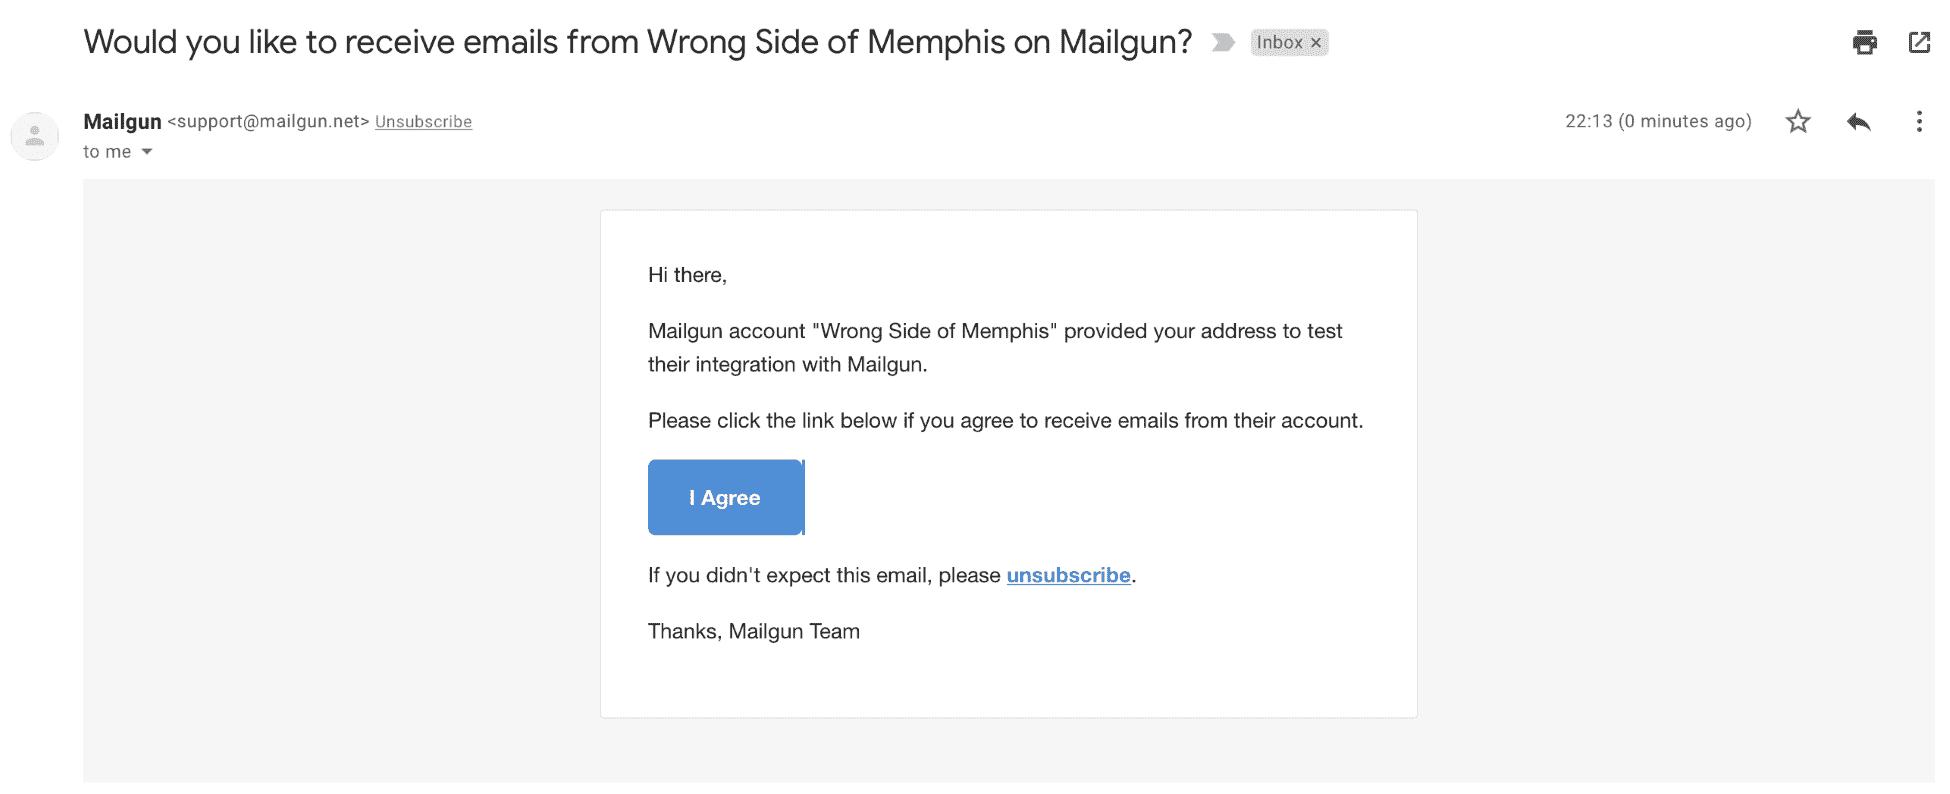 Would you like to receive emails from Wrong Side of Memphis on Mailgun? Inbox ×
Mailgun <support@mailgun.net> Unsubscribe 22:13 (0 minutes ago)
to me
Hi there,
Mailgun account "Wrong Side of Memphis" provided your address to test
their integration with Mailgun.
Please click the link below if you agree to receive emails from their account.
I Agree
If you didn't expect this email, please unsubscribe.
Thanks, Mailgun Team